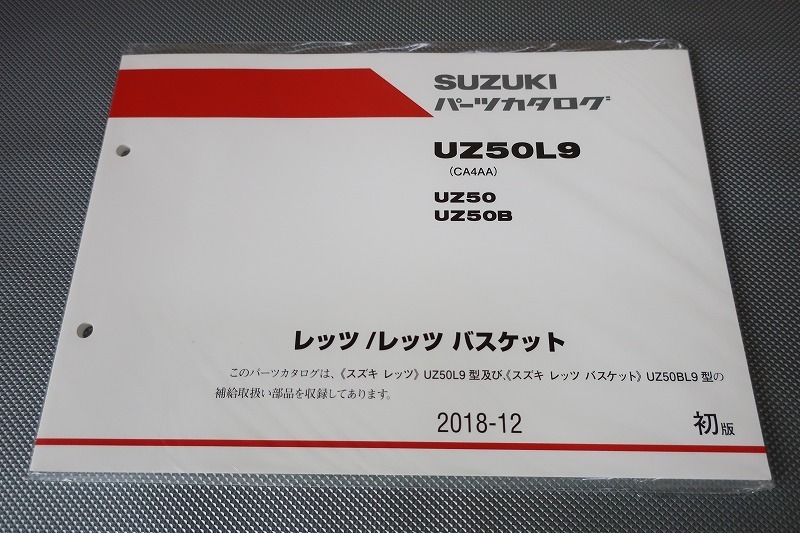 SUZUKI
パーツカタログ
UZ50L9
(CA4AA)
UZ50
UZ50B
レッツ /レッツ バスケット
このパーツカタログは、《スズキ レッツ》 UZ50L9 型及び、《スズキ レッツ バスケット》 UZ50BL9 型の
補給取扱い部品を収録してあります。
2018-12
初版